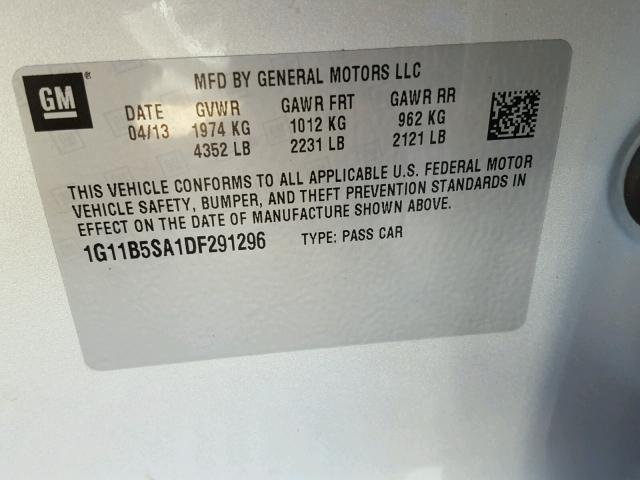 GM ®
MFD BY GENERAL MOTORS LLC
DATE GVWR GAWR FRT GAWR RR
04/13 1974 KG 1012 KG 962 KG
4352 LB 2231 LB 2121 LB
THIS VEHICLE CONFORMS TO ALL APPLICABLE U.S. FEDERAL MOTOR
VEHICLE SAFETY, BUMPER, AND THEFT PREVENTION STANDARDS IN
EFFECT ON THE DATE OF MANUFACTURE SHOWN ABOVE.
1G11B5SA1DF291296 TYPE: PASS CAR